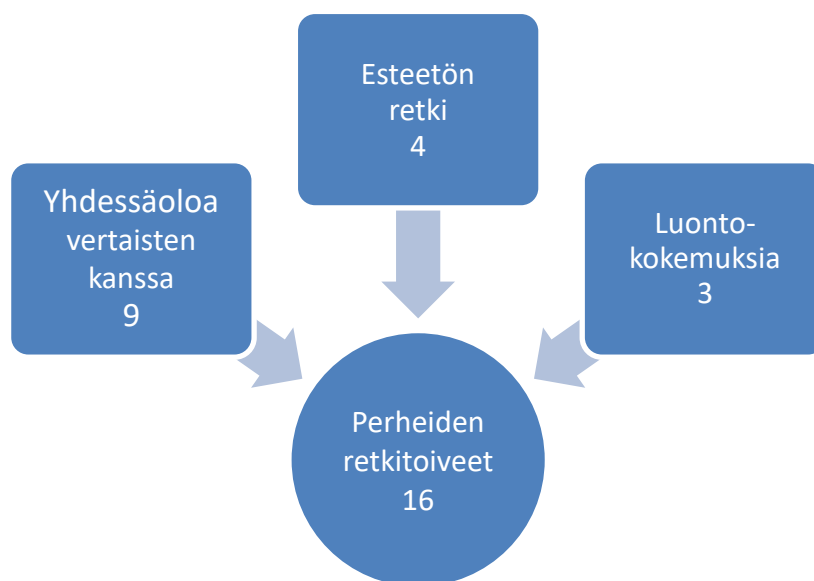 Esteetön
retki
4
Yhdessäoloa
vertaisten
kanssa
9
Luonto-
kokemuksia
3
Perheiden
retkitoiveet
16